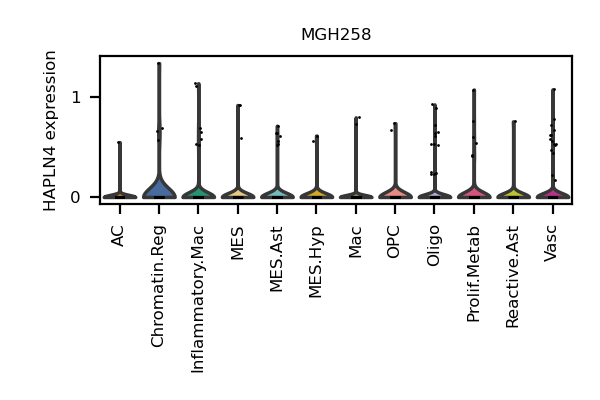 MGH258
HAPLN4 expression
1
0
AC
Chromatin.Reg
Inflammatory.Mac
MES
MES.Ast
MES.Hyp
Mac
OPC
Oligo
Prolif.Metab
Reactive.Ast
Vasc